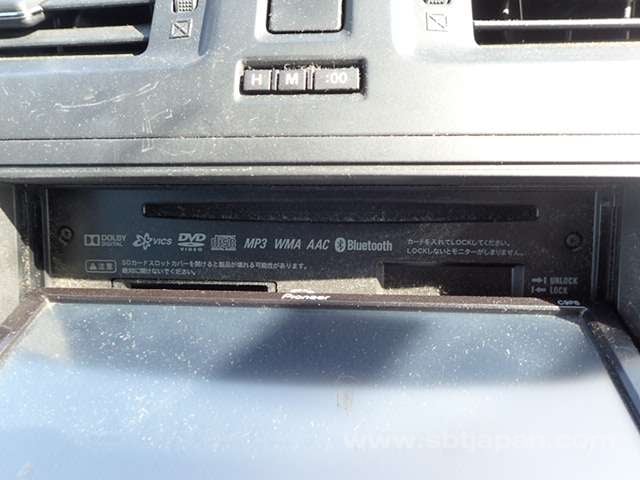 H M :00
DOLBY DIGITAL VICS DVD VIDEO MP3 WMA AAC Bluetooth
カードを入れてLOCKしてください。
LOCKしないとモニターがしまりません。
注意 SDカードスロットカバーを開けると製品が壊れる可能性があります。
絶対に開けないでください。
UNLOCK
LOCK
Pioneer
C9P5
www.sbtjapan.com